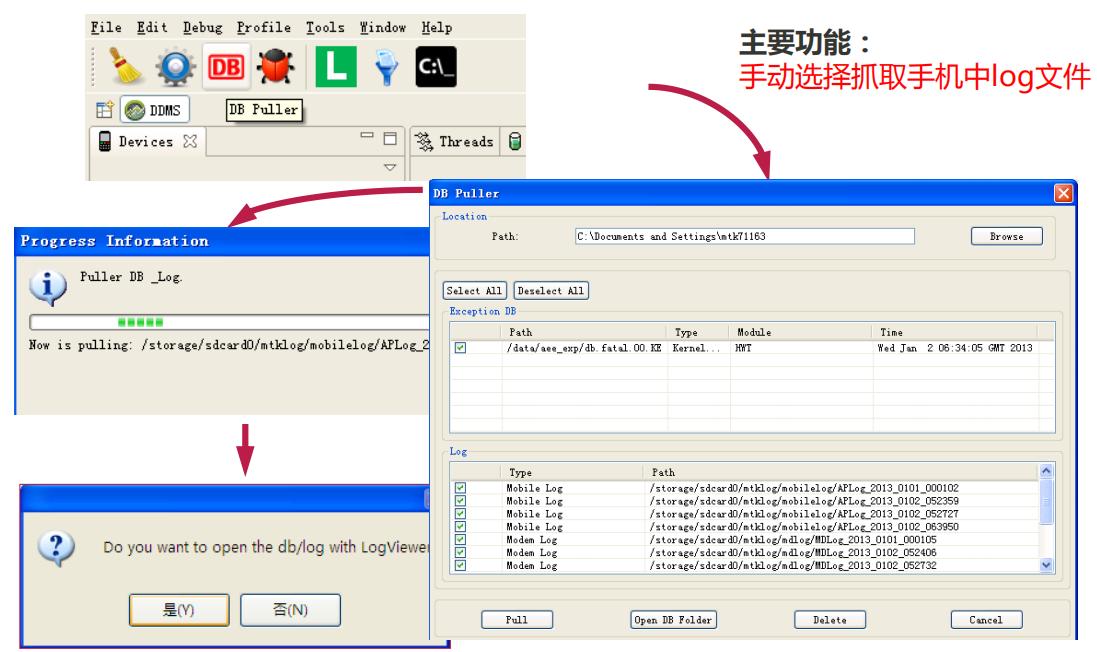 File Edit Debug Profile Tools Window Help
DB
L
C:\_
DDMS
DB Puller
Devices
Threads
主要功能：
手动选择抓取手机中log文件
DB Puller
Location
Path: C:\Documents and Settings\mtk71163 Browse
Select All Deselect All
Exception DB
Path Type Module Time
/data/aee_exp/db.fatal.00.KE Kernel... HWT Wed Jan 2 06:34:05 GMT 2013
Log
Type Path
Mobile Log /storage/sdcard0/mtklog/mobilelog/APLog_2013_0101_000102
Mobile Log /storage/sdcard0/mtklog/mobilelog/APLog_2013_0102_052359
Mobile Log /storage/sdcard0/mtklog/mobilelog/APLog_2013_0102_052727
Mobile Log /storage/sdcard0/mtklog/mobilelog/APLog_2013_0102_063950
Modem Log /storage/sdcard0/mtklog/mdlog/MDLog_2013_0101_000105
Modem Log /storage/sdcard0/mtklog/mdlog/MDLog_2013_0102_052406
Modem Log /storage/sdcard0/mtklog/mdlog/MDLog_2013_0102_052732
Pull Open DB Folder Delete Cancel
Progress Information
Puller DB _Log.
Now is pulling: /storage/sdcard0/mtklog/mobilelog/APLog_2
Do you want to open the db/log with LogViewer
是(Y) 否(N)